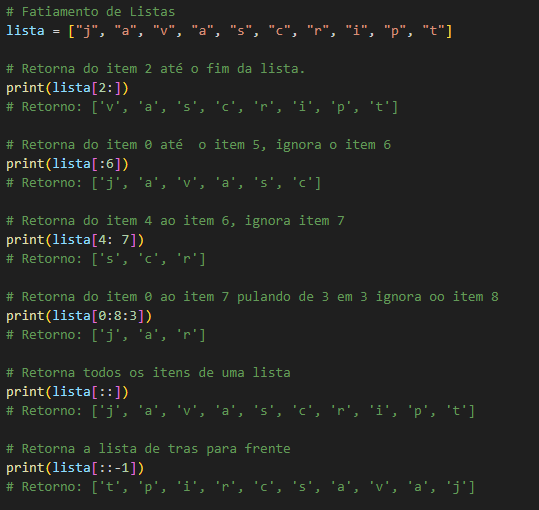 # Fatiamento de Listas
lista = ["j", "a", "v", "a", "s", "c", "r", "i", "p", "t"]
# Retorna do item 2 até o fim da lista.
print(lista[2:])
# Retorno: ['v', 'a', 's', 'c', 'r', 'i', 'p', 't']
# Retorna do item 0 até  o item 5, ignora o item 6
print(lista[:6])
# Retorno: ['j', 'a', 'v', 'a', 's', 'c']
# Retorna do item 4 ao item 6, ignora item 7
print(lista[4: 7])
# Retorno: ['s', 'c', 'r']
# Retorna do item 0 ao item 7 pulando de 3 em 3 ignora oo item 8
print(lista[0:8:3])
# Retorno: ['j', 'a', 'r']
# Retorna todos os itens de uma lista
print(lista[::])
# Retorno: ['j', 'a', 'v', 'a', 's', 'c', 'r', 'i', 'p', 't']
# Retorna a lista de tras para frente
print(lista[::-1])
# Retorno: ['t', 'p', 'i', 'r', 'c', 's', 'a', 'v', 'a', 'j']